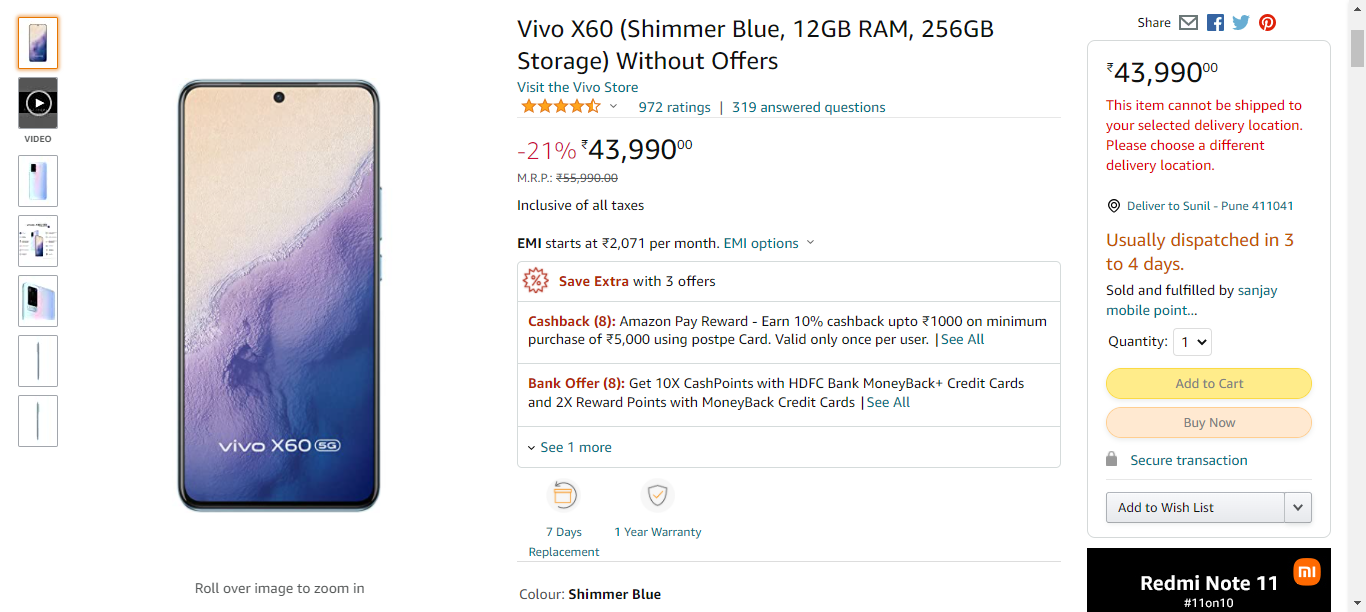 Vivo X60 (Shimmer Blue, 12GB RAM, 256GB
Storage) Without Offers
Visit the Vivo Store
972 ratings | 319 answered questions
-21% ₹43,99000
M.R.P.: ₹55,990.00
Inclusive of all taxes
EMI starts at ₹2,071 per month. EMI options
Save Extra with 3 offers
Cashback (8): Amazon Pay Reward - Earn 10% cashback upto ₹1000 on minimum
purchase of ₹5,000 using postpe Card. Valid only once per user. | See All
Bank Offer (8): Get 10X CashPoints with HDFC Bank MoneyBack+ Credit Cards
and 2X Reward Points with MoneyBack Credit Cards | See All
See 1 more
7 Days
Replacement
1 Year Warranty
Colour: Shimmer Blue
VIDEO
vivo X60 5G
Roll over image to zoom in
Share
₹43,99000
This item cannot be shipped to
your selected delivery location.
Please choose a different
delivery location.
Deliver to Sunil - Pune 411041
Usually dispatched in 3
to 4 days.
Sold and fulfilled by sanjay
mobile point...
Quantity: 1
Add to Cart
Buy Now
Secure transaction
Add to Wish List
mi
Redmi Note 11
#11on10